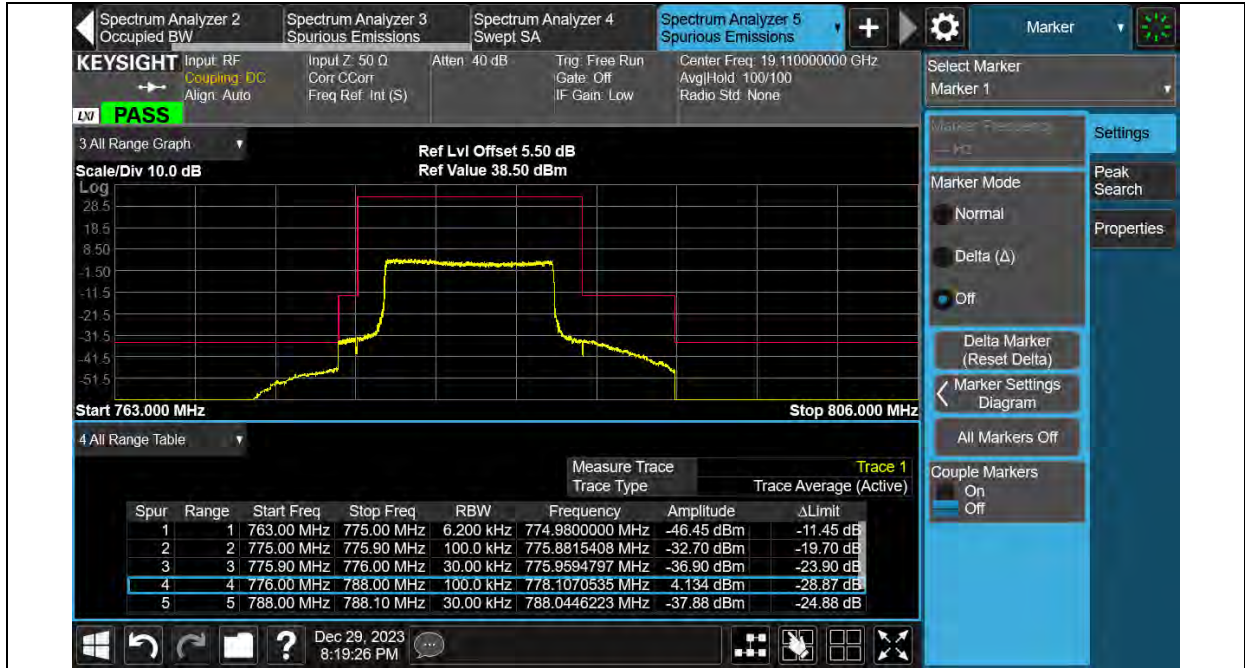 Spectrum Analyzer 2
Occupied BW
Spectrum Analyzer 3
Spurious Emissions
Spectrum Analyzer 4
Swept SA
Spectrum Analyzer 5
Spurious Emissions
+
Marker
KEYSIGHT
Input: RF
Coupling: DC
Align: Auto
Input Z: 50 Ω
Corr CCorr
Freq Ref: Int (S)
Atten: 40 dB
Trig: Free Run
Gate: Off
IF Gain: Low
Center Freq: 19.110000000 GHz
Avg|Hold: 100/100
Radio Std: None
LXI PASS
Select Marker
Marker 1
Marker Frequency
--- Hz
Settings
Peak Search
Properties
Marker Mode
Normal
Delta (Δ)
Off
Delta Marker
(Reset Delta)
Marker Settings
Diagram
All Markers Off
Couple Markers
On
Off
3 All Range Graph
Scale/Div 10.0 dB
Ref Lvl Offset 5.50 dB
Ref Value 38.50 dBm
Log
28.5
18.5
8.50
-1.50
-11.5
-21.5
-31.5
-41.5
-51.5
Start 763.000 MHz
Stop 806.000 MHz
4 All Range Table
Measure Trace Trace 1
Trace Type Trace Average (Active)
Spur Range Start Freq Stop Freq RBW Frequency Amplitude ΔLimit
1 1 763.00 MHz 775.00 MHz 6.200 kHz 774.9800000 MHz -46.45 dBm -11.45 dB
2 2 775.00 MHz 775.90 MHz 100.0 kHz 775.8815408 MHz -32.70 dBm -19.70 dB
3 3 775.90 MHz 776.00 MHz 30.00 kHz 775.9594797 MHz -36.90 dBm -23.90 dB
4 4 776.00 MHz 788.00 MHz 100.0 kHz 778.1070535 MHz 4.134 dBm -28.87 dB
5 5 788.00 MHz 788.10 MHz 30.00 kHz 788.0446223 MHz -37.88 dBm -24.88 dB
?
Dec 29, 2023
8:19:26 PM